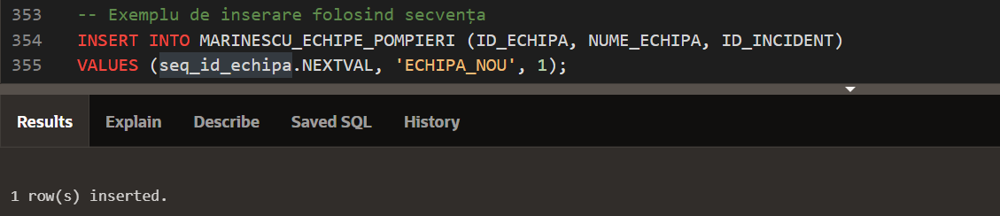 353 -- Exemplu de inserare folosind secvența
354 INSERT INTO MARINESCU_ECHIPE_POMPIERI (ID_ECHIPA, NUME_ECHIPA, ID_INCIDENT)
355 VALUES (seq_id_echipa.NEXTVAL, 'ECHIPA_NOU', 1);
Results Explain Describe Saved SQL History
1 row(s) inserted.